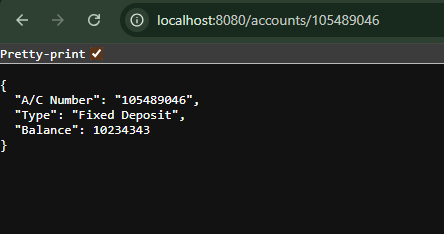 localhost:8080/accounts/105489046
Pretty-print
{
  "A/C Number": "105489046",
  "Type": "Fixed Deposit",
  "Balance": 10234343
}